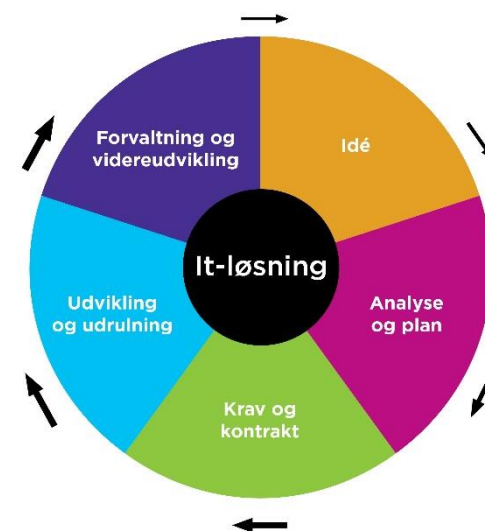 Idé
Analyse
og plan
Krav og
kontrakt
Udvikling
og udrulning
Forvaltning og
videreudvikling
It-løsning